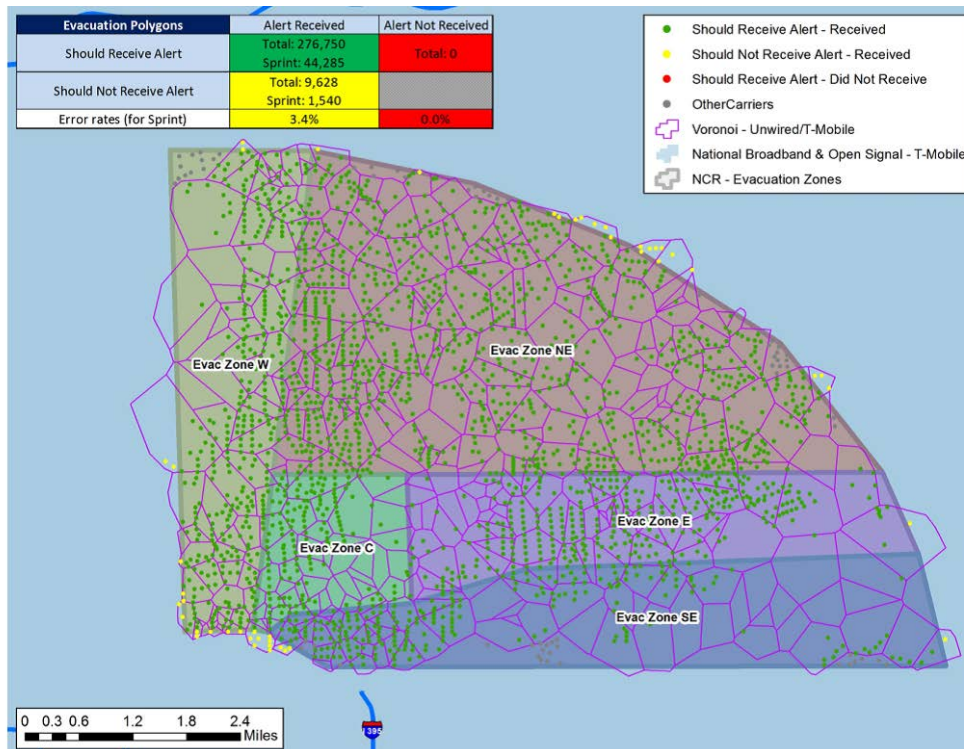 Evacuation Polygons Alert Received Alert Not Received
Should Receive Alert Total: 276,750 Total: 0
Sprint: 44,285
Should Not Receive Alert Total: 9,628
Sprint: 1,540
Error rates (for Sprint) 3.4% 0.0%
Should Receive Alert - Received
Should Not Receive Alert - Received
Should Receive Alert - Did Not Receive
OtherCarriers
Voronoi - Unwired/T-Mobile
National Broadband & Open Signal - T-Mobile
NCR - Evacuation Zones
Evac Zone NE
Evac Zone W
Evac Zone E
Evac Zone C
Evac Zone SE
0 0.3 0.6 1.2 1.8 2.4
Miles
395